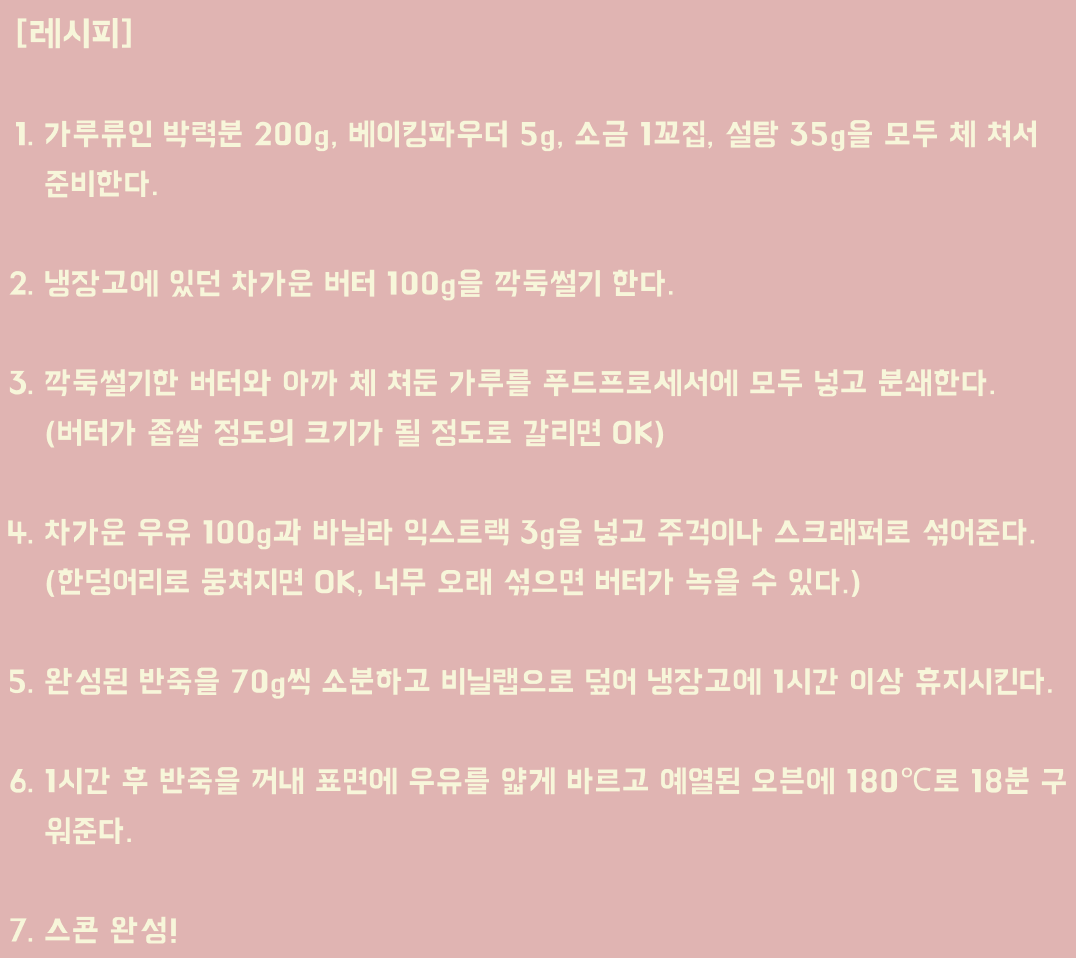 [레시피]
1. 가루류인 박력분 200g, 베이킹파우더 5g, 소금 1꼬집, 설탕 35g을 모두 체 쳐서
준비한다.
2. 냉장고에 있던 차가운 버터 100g을 깍둑썰기 한다.
3. 깍둑썰기한 버터와 아까 체 쳐둔 가루를 푸드프로세서에 모두 넣고 분쇄한다.
(버터가 좁쌀 정도의 크기가 될 정도로 갈리면 OK)
4. 차가운 우유 100g과 바닐라 익스트랙 3g을 넣고 주걱이나 스크래퍼로 섞어준다.
(한덩어리로 뭉쳐지면 OK, 너무 오래 섞으면 버터가 녹을 수 있다.)
5. 완성된 반죽을 70g씩 소분하고 비닐랩으로 덮어 냉장고에 1시간 이상 휴지시킨다.
6. 1시간 후 반죽을 꺼내 표면에 우유를 얇게 바르고 예열된 오븐에 180℃로 18분 구
워준다.
7. 스콘 완성!